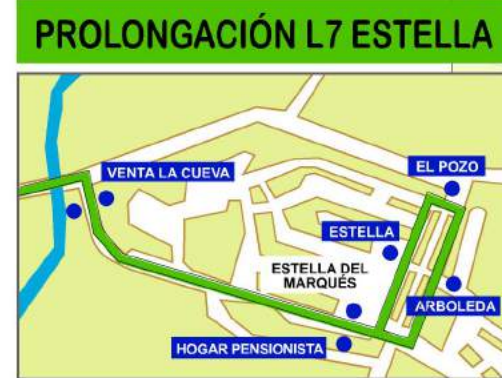 PROLONGACIÓN L7 ESTELLA
VENTA LA CUEVA
EL POZO
ESTELLA
ESTELLA DEL
MARQUÉS
ARBOLEDA
HOGAR PENSIONISTA